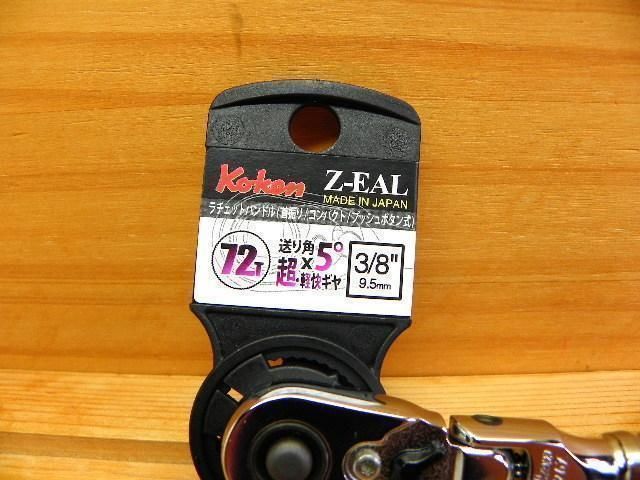 Koken Z-EAL
MADE IN JAPAN
ラチェットハンドル(首振り/コンパクト/プッシュボタン式)
72T
送り角 5°
超×軽快ギヤ
3/8"
9.5mm